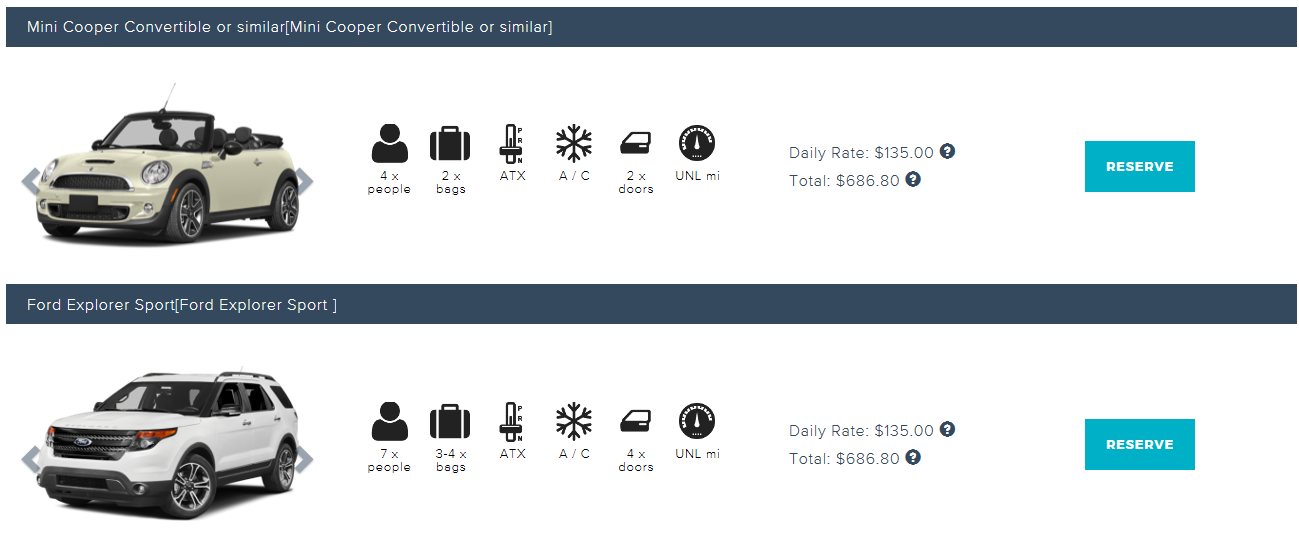 Mini Cooper Convertible or similar[Mini Cooper Convertible or similar]
P
R
N
4 x people
2 x bags
ATX
A / C
2 x doors
UNL mi
Daily Rate: $135.00 ?
Total: $686.80 ?
RESERVE
Ford Explorer Sport[Ford Explorer Sport ]
P
R
N
7 x people
3-4 x bags
ATX
A / C
4 x doors
UNL mi
Daily Rate: $135.00 ?
Total: $686.80 ?
RESERVE